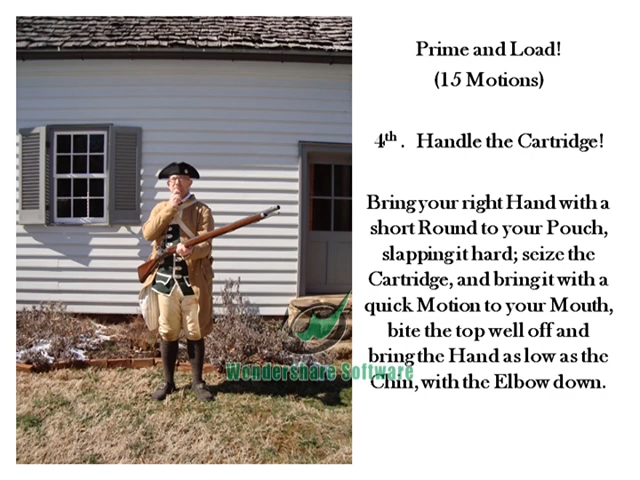 Prime and Load!
(15 Motions)
4th . Handle the Cartridge!
Bring your right Hand with a
short Round to your Pouch,
slapping it hard; seize the
Cartridge, and bring it with a
quick Motion to your Mouth,
bite the top well off and
bring the Hand as low as the
Chin, with the Elbow down.
Wondershare Software